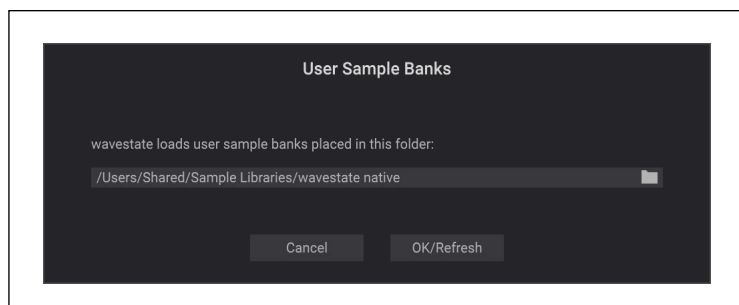 User Sample Banks
wavestate loads user sample banks placed in this folder:
/Users/Shared/Sample Libraries/wavestate native
Cancel
OK/Refresh